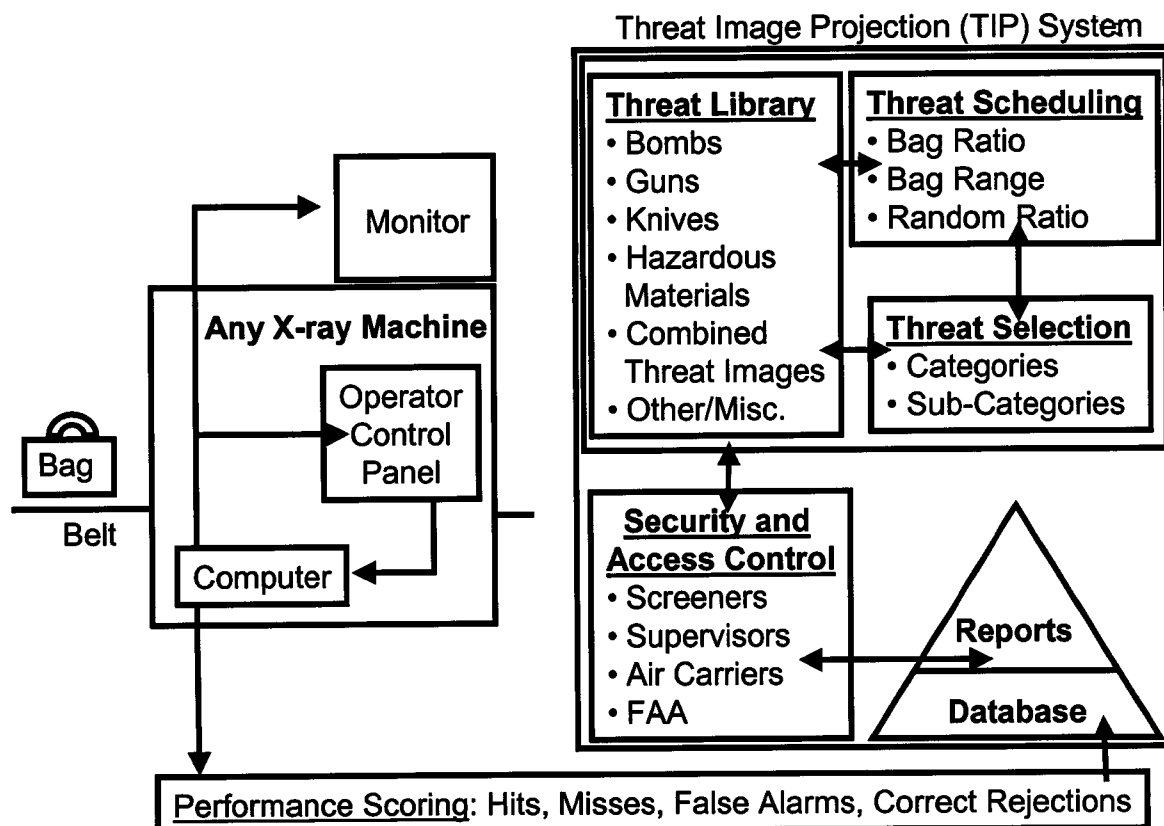 Threat Image Projection (TIP) System
Threat Library
• Bombs
• Guns
• Knives
• Hazardous
Materials
• Combined
Threat Images
• Other/Misc.
Threat Scheduling
• Bag Ratio
• Bag Range
• Random Ratio
Threat Selection
• Categories
• Sub-Categories
Monitor
Any X-ray Machine
Operator
Control
Panel
Bag
Belt
Computer
Security and
Access Control
• Screeners
• Supervisors
• Air Carriers
• FAA
Reports
Database
Performance Scoring: Hits, Misses, False Alarms, Correct Rejections